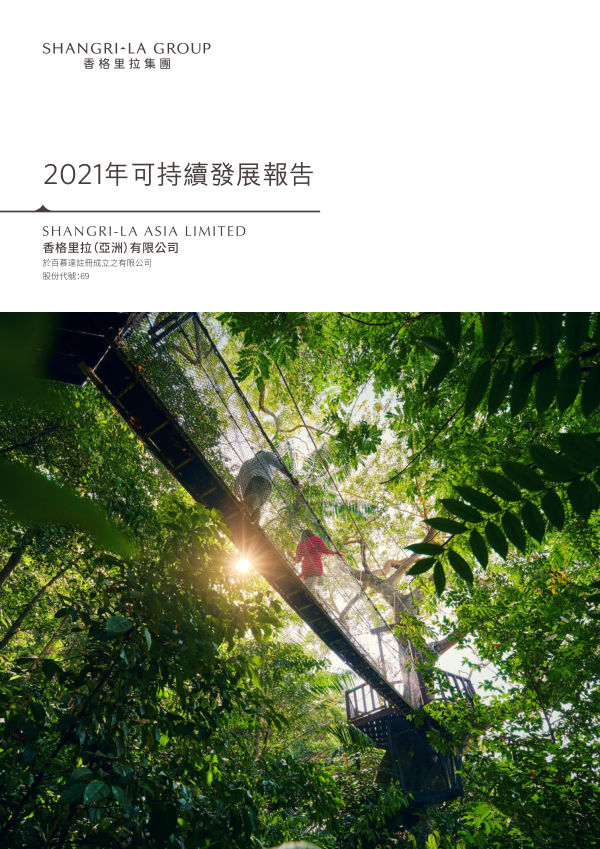 SHANGRI-LA GROUP
香格里拉集團
2021年可持續發展報告
SHANGRI-LA ASIA LIMITED
香格里拉(亞洲)有限公司
於百慕達註冊成立之有限公司
股份代號:69